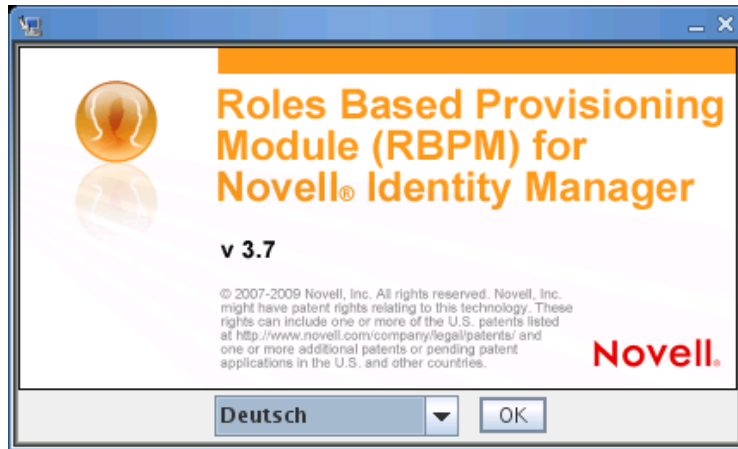 Roles Based Provisioning
Module (RBPM) for
Novell® Identity Manager
v 3.7
© 2007-2009 Novell, Inc. All rights reserved. Novell, Inc.
might have patent rights relating to this technology. These
rights can include one or more of the U.S. patents listed
at http://www.novell.com/company/legal/patents/ and
one or more additional patents or pending patent
applications in the U.S. and other countries.
Novell®
Deutsch
OK